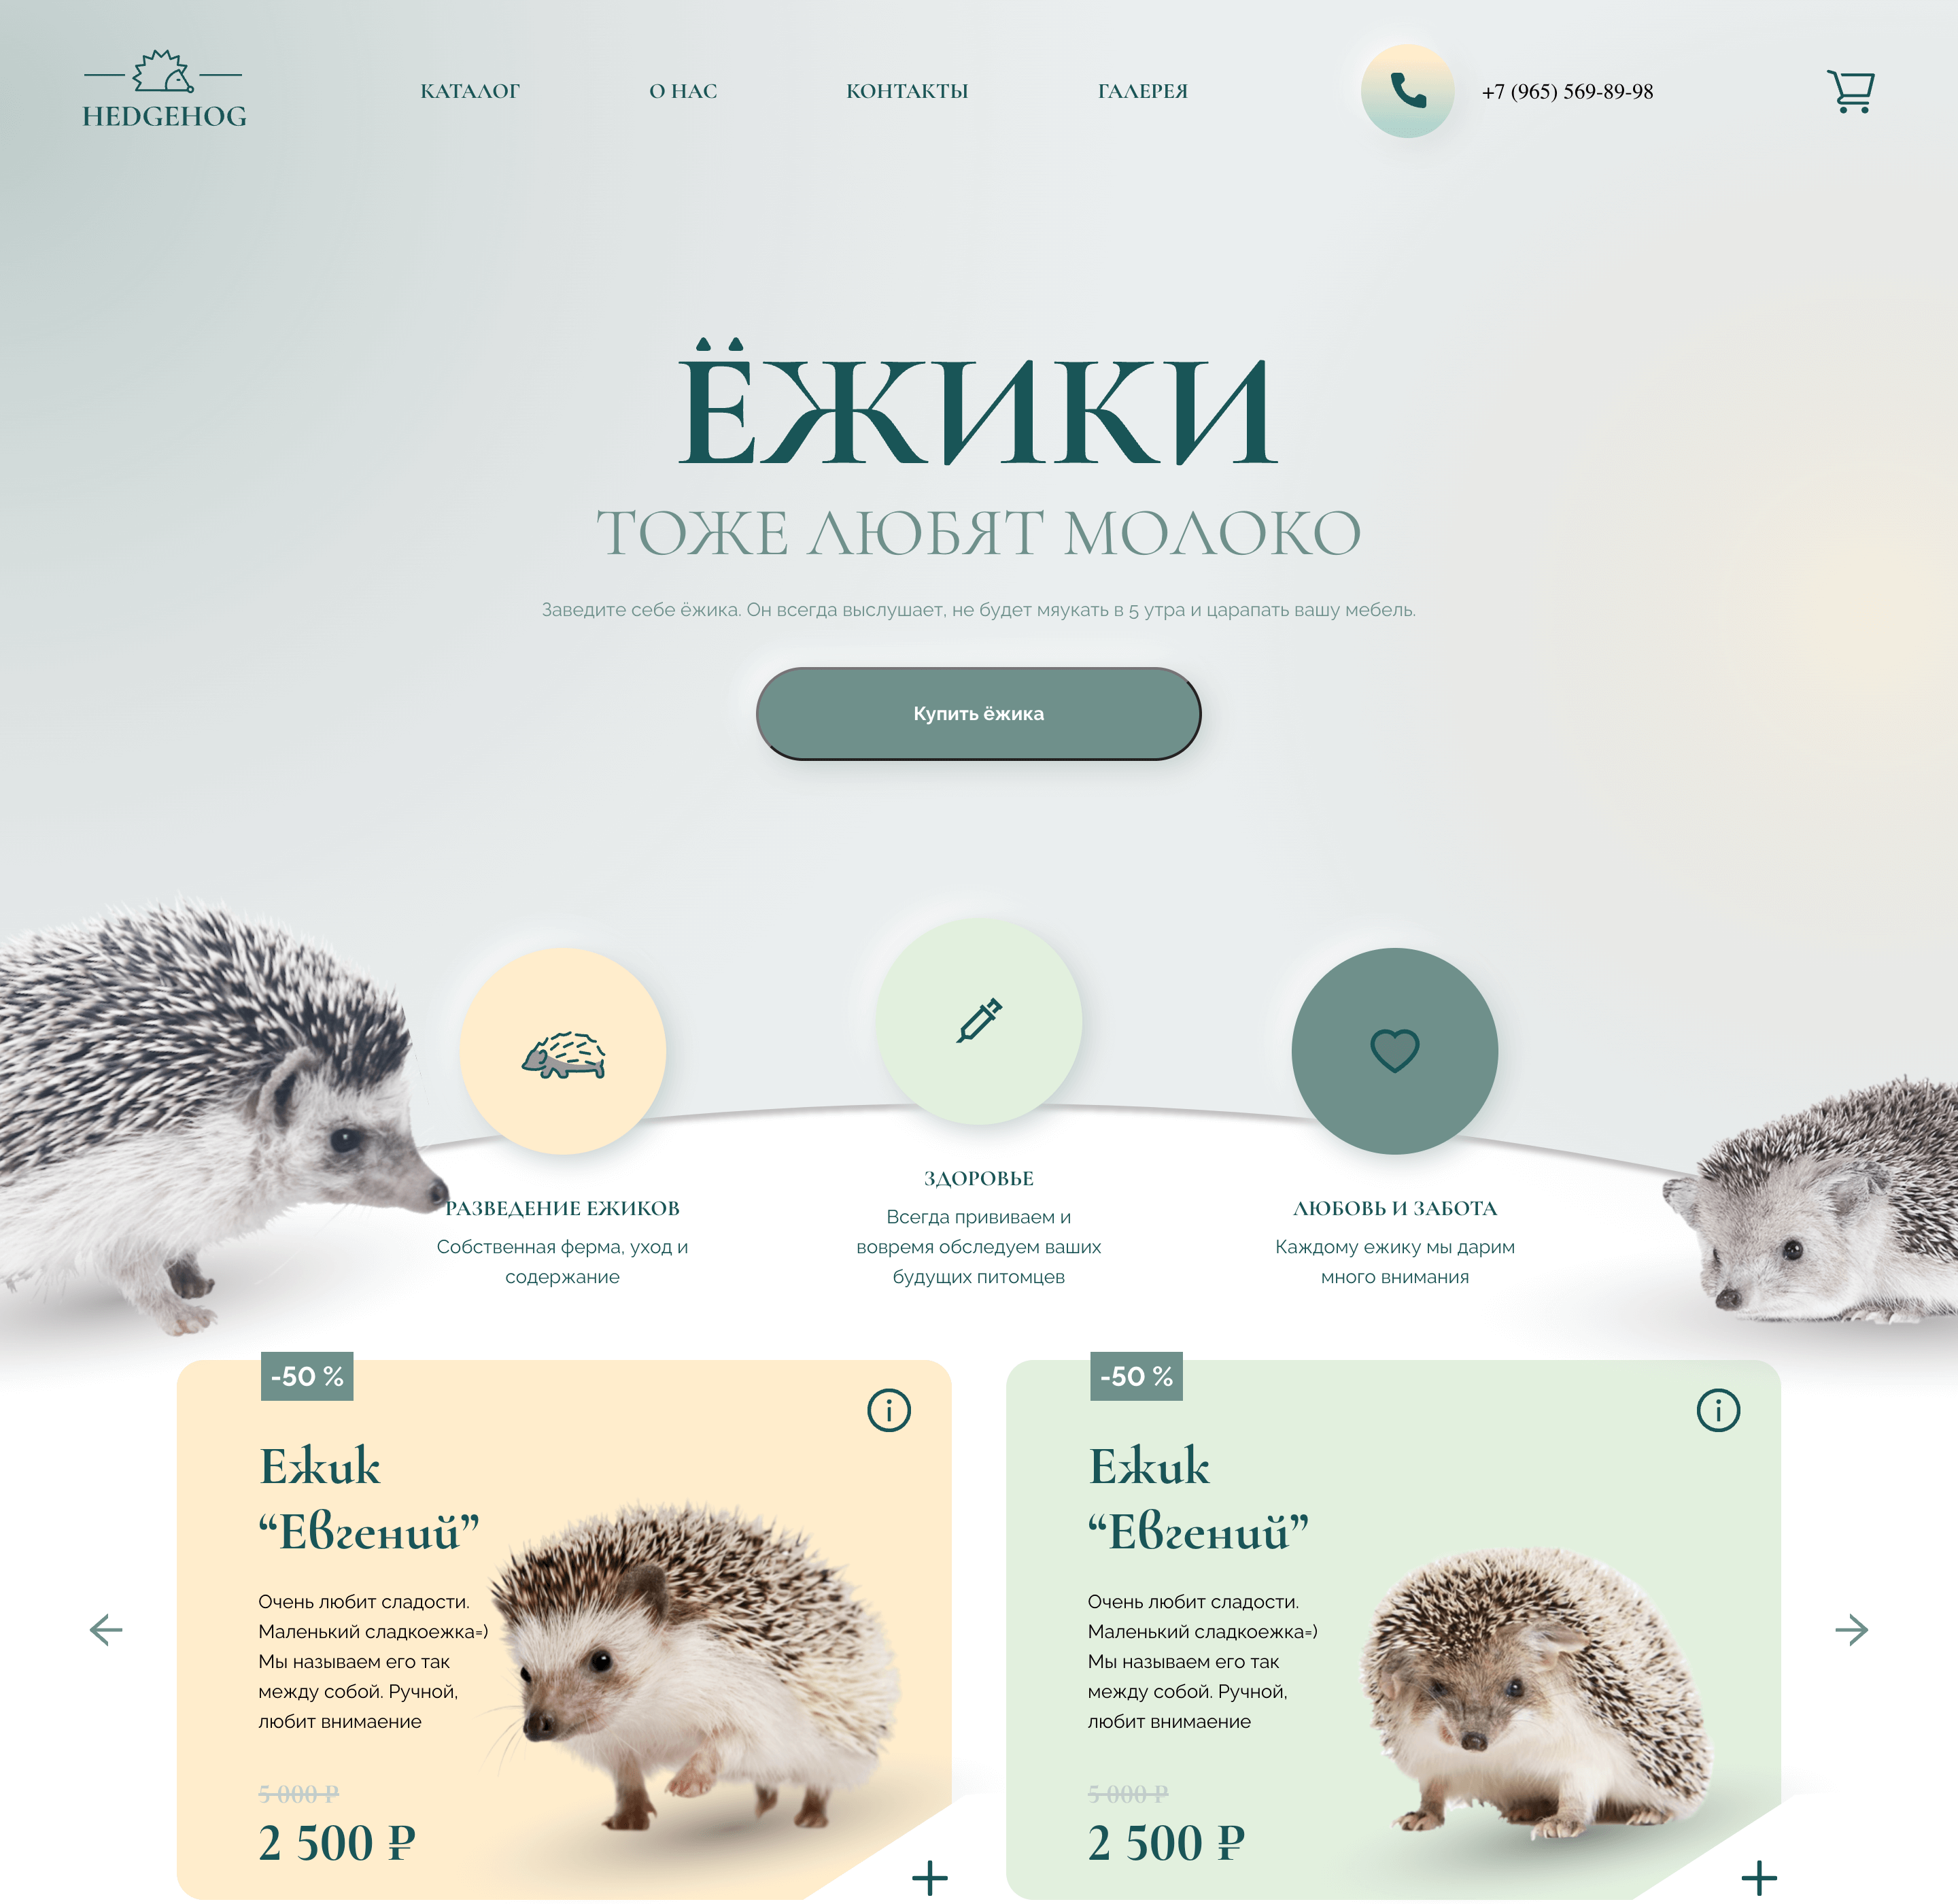 HEDGEHOG
КАТАЛОГ
О НАС
КОНТАКТЫ
ГАЛЕРЕЯ
+7 (965) 569-89-98
ЁЖИКИ
ТОЖЕ ЛЮБЯТ МОЛОКО
Заведите себе ёжика. Он всегда выслушает, не будет мяукать в 5 утра и царапать вашу мебель.
Купить ёжика
РАЗВЕДЕНИЕ ЕЖИКОВ
Собственная ферма, уход и
содержание
ЗДОРОВЬЕ
Всегда прививаем и
вовремя обследуем ваших
будущих питомцев
ЛЮБОВЬ И ЗАБОТА
Каждому ежику мы дарим
много внимания
-50 %
Ежик
“Евгений”
Очень любит сладости.
Маленький сладкоежка=)
Мы называем его так
между собой. Ручной,
любит внимаение
5 000 ₽
2 500 ₽
-50 %
Ежик
“Евгений”
Очень любит сладости.
Маленький сладкоежка=)
Мы называем его так
между собой. Ручной,
любит внимаение
5 000 ₽
2 500 ₽